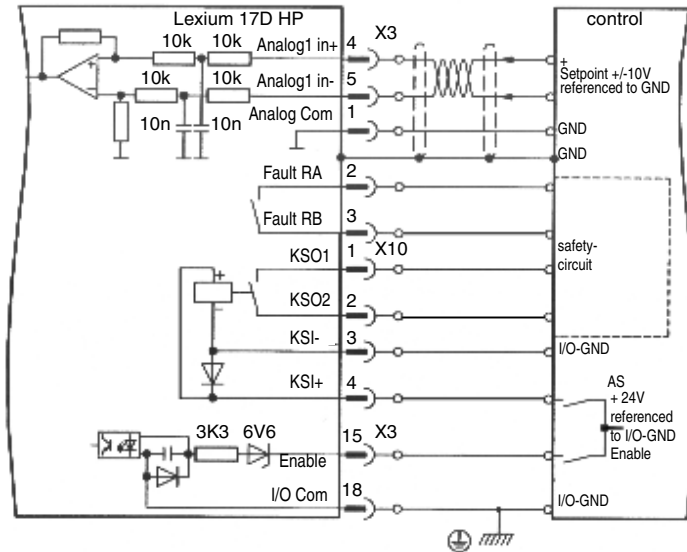 Lexium 17D HP
control
10k
10k
Analog1 in+
4
X3
+
10k
10k
Analog1 in-
5
Setpoint +/-10V
referenced to GND
10n
10n
Analog Com
1
GND
GND
Fault RA
2
Fault RB
3
safety-
circuit
KSO1
1
X10
+
KSO2
2
-
KSI-
3
I/O-GND
KSI+
4
AS
+ 24V
referenced
to I/O-GND
Enable
3K3
6V6
15
X3
Enable
I/O Com
18
I/O-GND